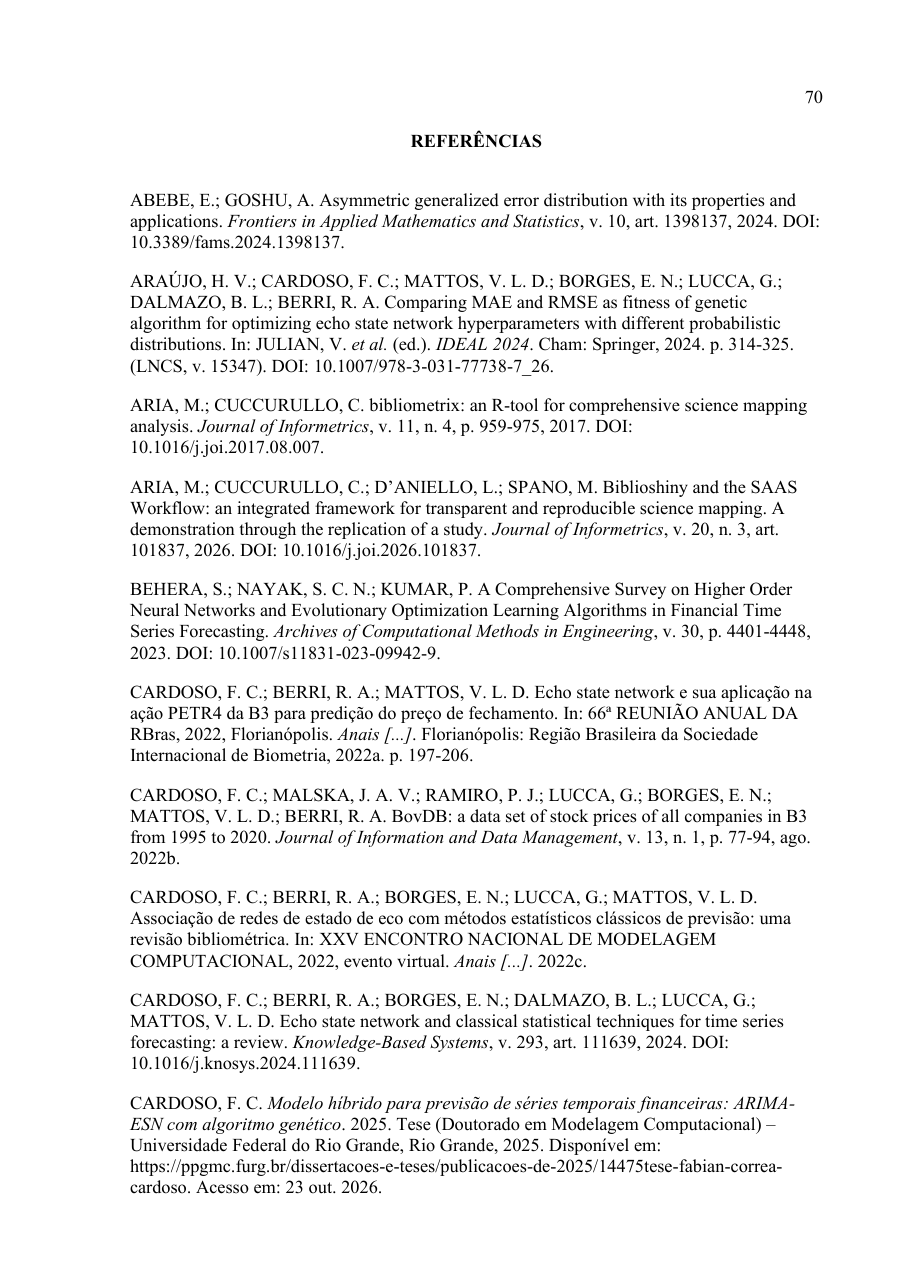 70
REFERÊNCIAS
ABEBE, E.; GOSHU, A. Asymmetric generalized error distribution with its properties and
applications. Frontiers in Applied Mathematics and Statistics, v. 10, art. 1398137, 2024. DOI:
10.3389/fams.2024.1398137.
ARAÚJO, H. V.; CARDOSO, F. C.; MATTOS, V. L. D.; BORGES, E. N.; LUCCA, G.;
DALMAZO, B. L.; BERRI, R. A. Comparing MAE and RMSE as fitness of genetic
algorithm for optimizing echo state network hyperparameters with different probabilistic
distributions. In: JULIAN, V. et al. (ed.). IDEAL 2024. Cham: Springer, 2024. p. 314-325.
(LNCS, v. 15347). DOI: 10.1007/978-3-031-77738-7_26.
ARIA, M.; CUCCURULLO, C. bibliometrix: an R-tool for comprehensive science mapping
analysis. Journal of Informetrics, v. 11, n. 4, p. 959-975, 2017. DOI:
10.1016/j.joi.2017.08.007.
ARIA, M.; CUCCURULLO, C.; D’ANIELLO, L.; SPANO, M. Biblioshiny and the SAAS
Workflow: an integrated framework for transparent and reproducible science mapping. A
demonstration through the replication of a study. Journal of Informetrics, v. 20, n. 3, art.
101837, 2026. DOI: 10.1016/j.joi.2026.101837.
BEHERA, S.; NAYAK, S. C. N.; KUMAR, P. A Comprehensive Survey on Higher Order
Neural Networks and Evolutionary Optimization Learning Algorithms in Financial Time
Series Forecasting. Archives of Computational Methods in Engineering, v. 30, p. 4401-4448,
2023. DOI: 10.1007/s11831-023-09942-9.
CARDOSO, F. C.; BERRI, R. A.; MATTOS, V. L. D. Echo state network e sua aplicação na
ação PETR4 da B3 para predição do preço de fechamento. In: 66ª REUNIÃO ANUAL DA
RBras, 2022, Florianópolis. Anais [...]. Florianópolis: Região Brasileira da Sociedade
Internacional de Biometria, 2022a. p. 197-206.
CARDOSO, F. C.; MALSKA, J. A. V.; RAMIRO, P. J.; LUCCA, G.; BORGES, E. N.;
MATTOS, V. L. D.; BERRI, R. A. BovDB: a data set of stock prices of all companies in B3
from 1995 to 2020. Journal of Information and Data Management, v. 13, n. 1, p. 77-94, ago.
2022b.
CARDOSO, F. C.; BERRI, R. A.; BORGES, E. N.; LUCCA, G.; MATTOS, V. L. D.
Associação de redes de estado de eco com métodos estatísticos clássicos de previsão: uma
revisão bibliométrica. In: XXV ENCONTRO NACIONAL DE MODELAGEM
COMPUTACIONAL, 2022, evento virtual. Anais [...]. 2022c.
CARDOSO, F. C.; BERRI, R. A.; BORGES, E. N.; DALMAZO, B. L.; LUCCA, G.;
MATTOS, V. L. D. Echo state network and classical statistical techniques for time series
forecasting: a review. Knowledge-Based Systems, v. 293, art. 111639, 2024. DOI:
10.1016/j.knosys.2024.111639.
CARDOSO, F. C. Modelo híbrido para previsão de séries temporais financeiras: ARIMA-
ESN com algoritmo genético. 2025. Tese (Doutorado em Modelagem Computacional) –
Universidade Federal do Rio Grande, Rio Grande, 2025. Disponível em:
https://ppgmc.furg.br/dissertacoes-e-teses/publicacoes-de-2025/14475tese-fabian-correa-
cardoso. Acesso em: 23 out. 2026.